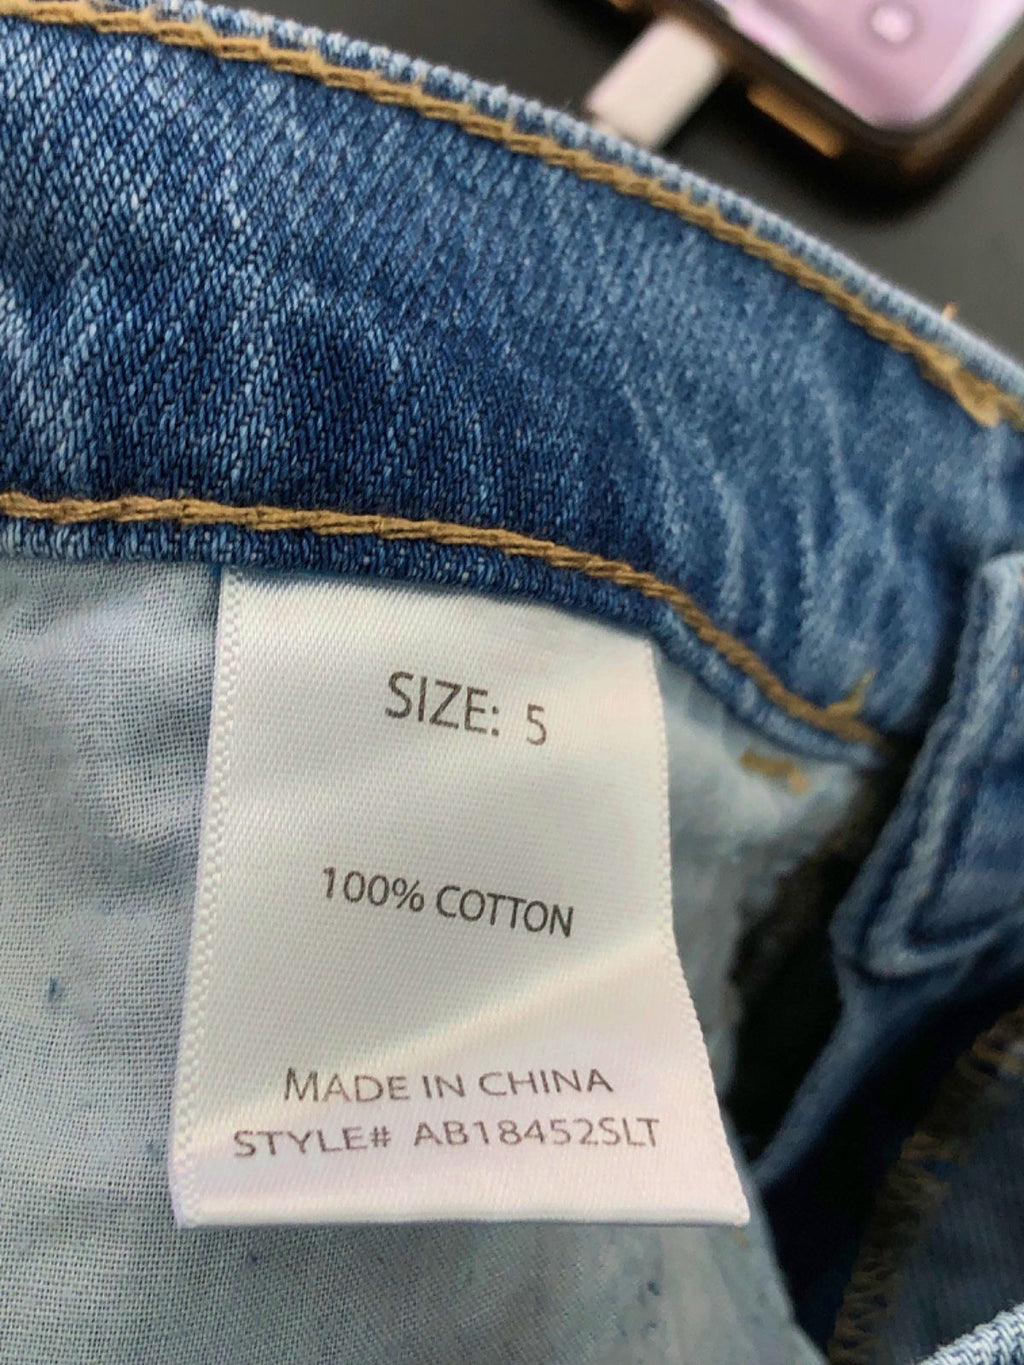 SIZE: 5
100% COTTON
MADE IN CHINA
STYLE# AB18452SLT